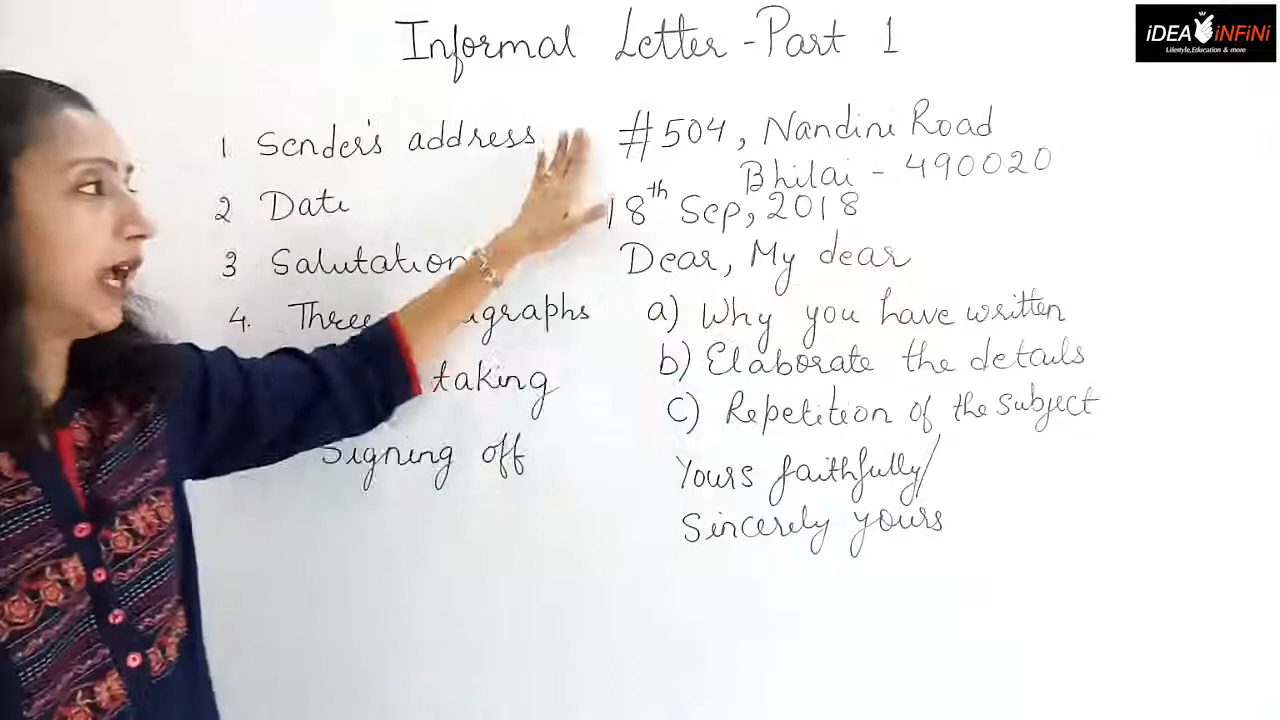 Informal Letter - Part 1
iDEA iNFiNi
Lifestyle,Education & more
1 Sender's address #504, Nandini Road
Bhilai - 490020
2 Date 18th Sep, 2018
3 Salutation Dear, My dear
4. Three
a) Why you have written
b) Elaborate the details
taking
c) Repetition of the subject
Signing off Yours faithfully/
Sincerely yours